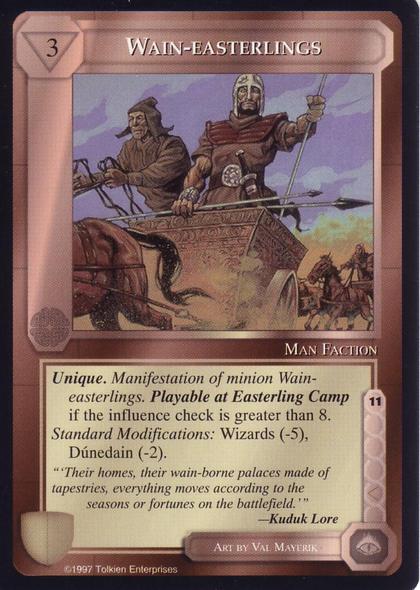 3
WAIN-EASTERLINGS
MAN FACTION
Unique. Manifestation of minion Wain-
easterlings. Playable at Easterling Camp
if the influence check is greater than 8.
Standard Modifications: Wizards (-5),
Dúnedain (-2).
"'Their homes, their wain-borne palaces made of
tapestries, everything moves according to the
seasons or fortunes on the battlefield.'"
—Kuduk Lore
11
ART BY VAL MAYERIK
©1997 Tolkien Enterprises